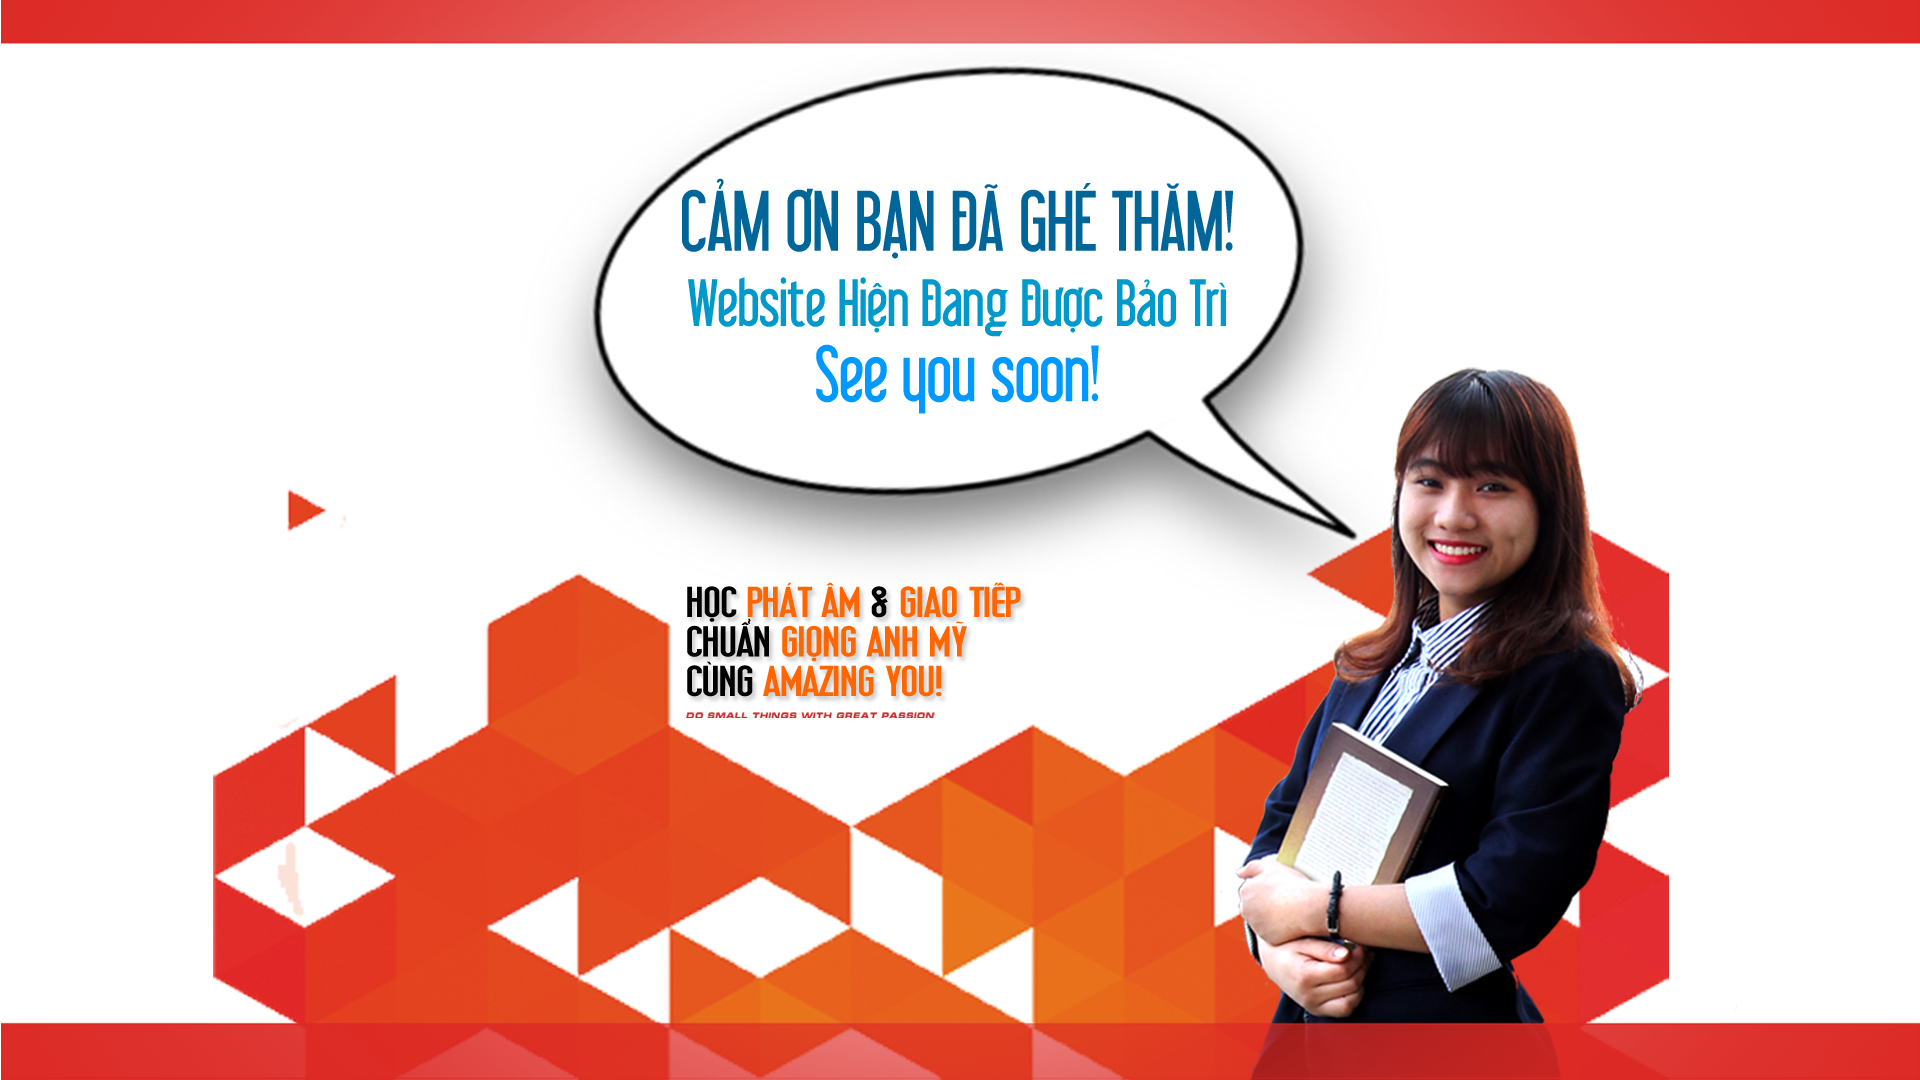 CẢM ƠN BẠN ĐÃ GHÉ THĂM!
Website Hiện Đang Được Bảo Trì
See you soon!
HỌC PHÁT ÂM & GIAO TIẾP
CHUẨN GIỌNG ANH MỸ
CÙNG AMAZING YOU!
DO SMALL THINGS WITH GREAT PASSION